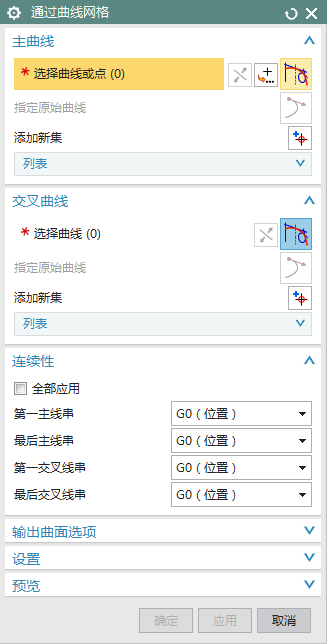 通过曲线网格
主曲线
* 选择曲线或点 (0)
指定原始曲线
添加新集
列表
交叉曲线
* 选择曲线 (0)
指定原始曲线
添加新集
列表
连续性
全部应用
第一主线串 G0（位置）
最后主线串 G0（位置）
第一交叉线串 G0（位置）
最后交叉线串 G0（位置）
输出曲面选项
设置
预览
确定 应用 取消